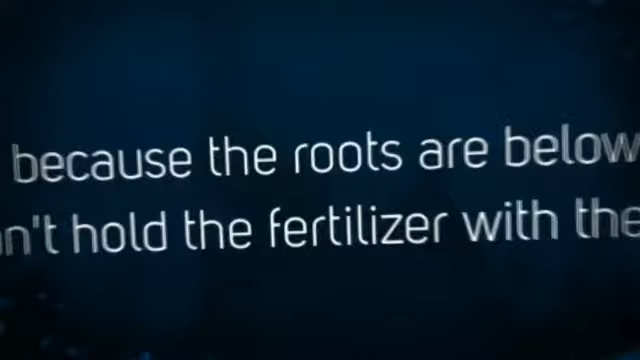 because the roots are below
n't hold the fertilizer with the